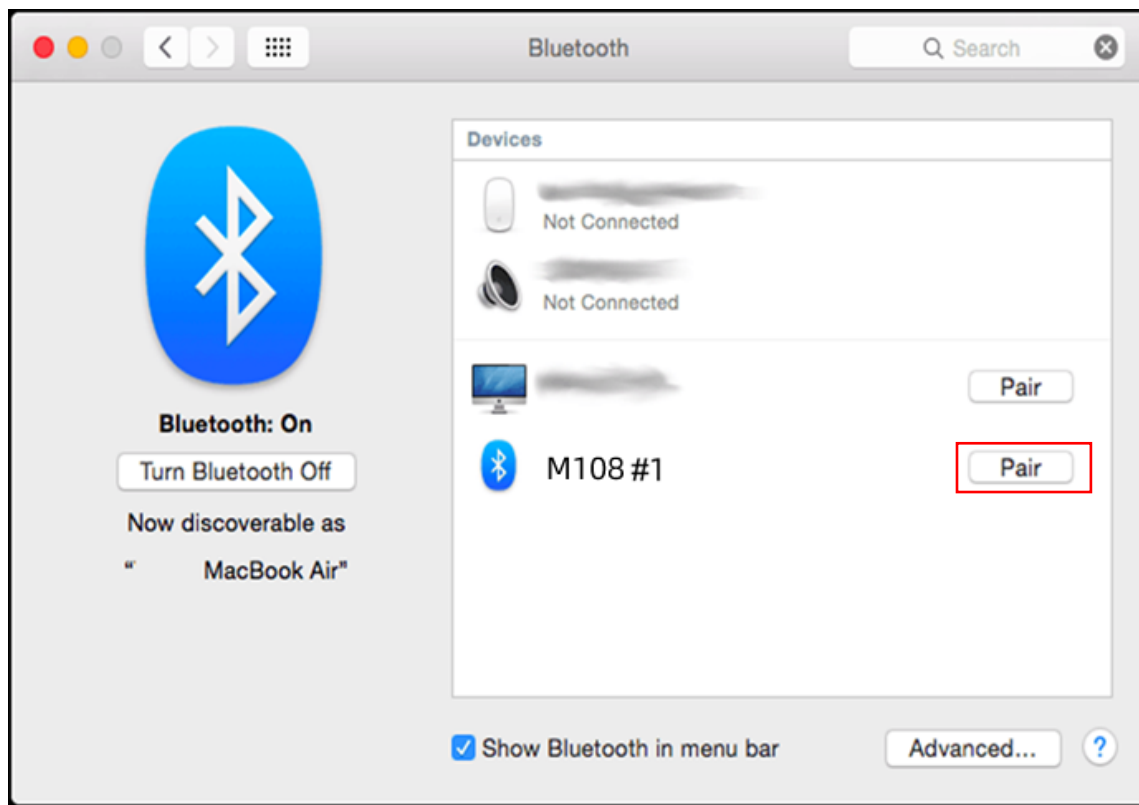 Bluetooth
Search
Devices
Not Connected
Not Connected
Pair
M108 #1
Pair
Bluetooth: On
Turn Bluetooth Off
Now discoverable as
“ MacBook Air"
Show Bluetooth in menu bar
Advanced...
?